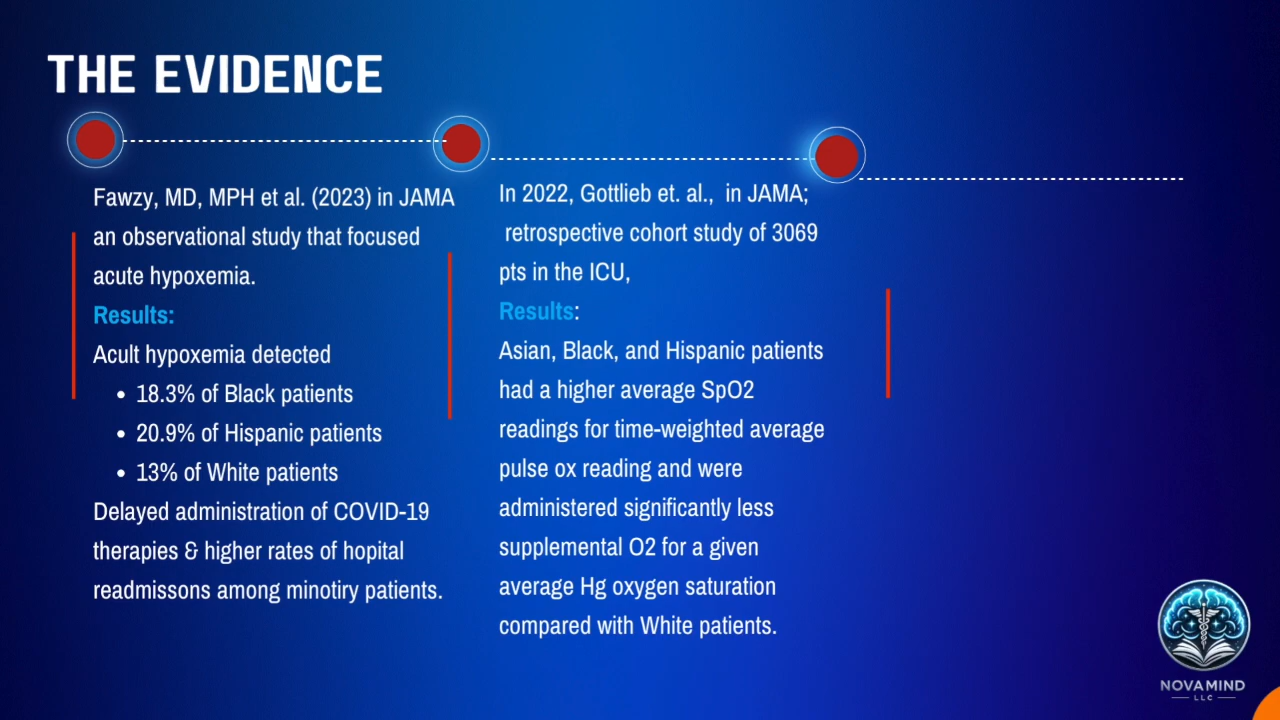 THE EVIDENCE
Fawzy, MD, MPH et al. (2023) in JAMA
an observational study that focused
acute hypoxemia.
Results:
Acult hypoxemia detected
• 18.3% of Black patients
• 20.9% of Hispanic patients
• 13% of White patients
Delayed administration of COVID-19
therapies & higher rates of hopital
readmissons among minotiry patients.
In 2022, Gottlieb et. al., in JAMA;
retrospective cohort study of 3069
pts in the ICU,
Results:
Asian, Black, and Hispanic patients
had a higher average SpO2
readings for time-weighted average
pulse ox reading and were
administered significantly less
supplemental O2 for a given
average Hg oxygen saturation
compared with White patients.
NOVAMIND
LLC